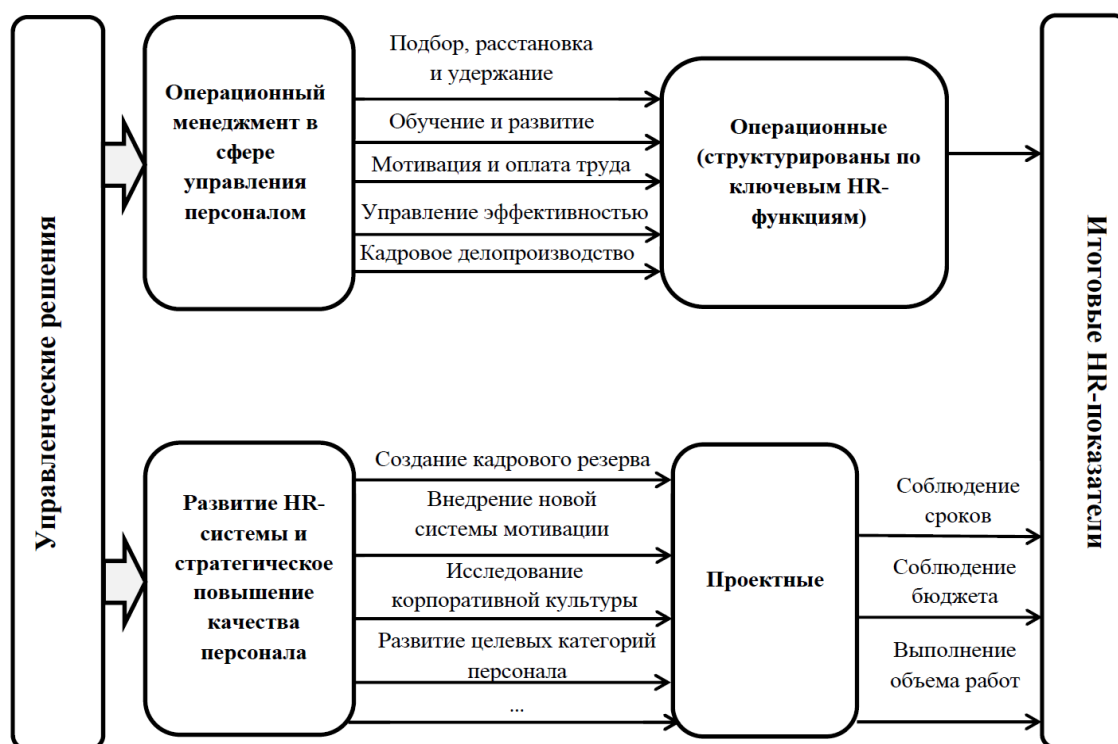 Управленческие решения
Операционный
менеджмент в
сфере
управления
персоналом
Подбор, расстановка
и удержание
Обучение и развитие
Мотивация и оплата труда
Управление эффективностью
Кадровое делопроизводство
Операционные
(структурированы по
ключевым HR-
функциям)
Развитие HR-
системы и
стратегическое
повышение
качества
персонала
Создание кадрового резерва
Внедрение новой
системы мотивации
Исследование
корпоративной культуры
Развитие целевых категорий
персонала
...
Проектные
Соблюдение
сроков
Соблюдение
бюджета
Выполнение
объема работ
Итоговые HR-показатели